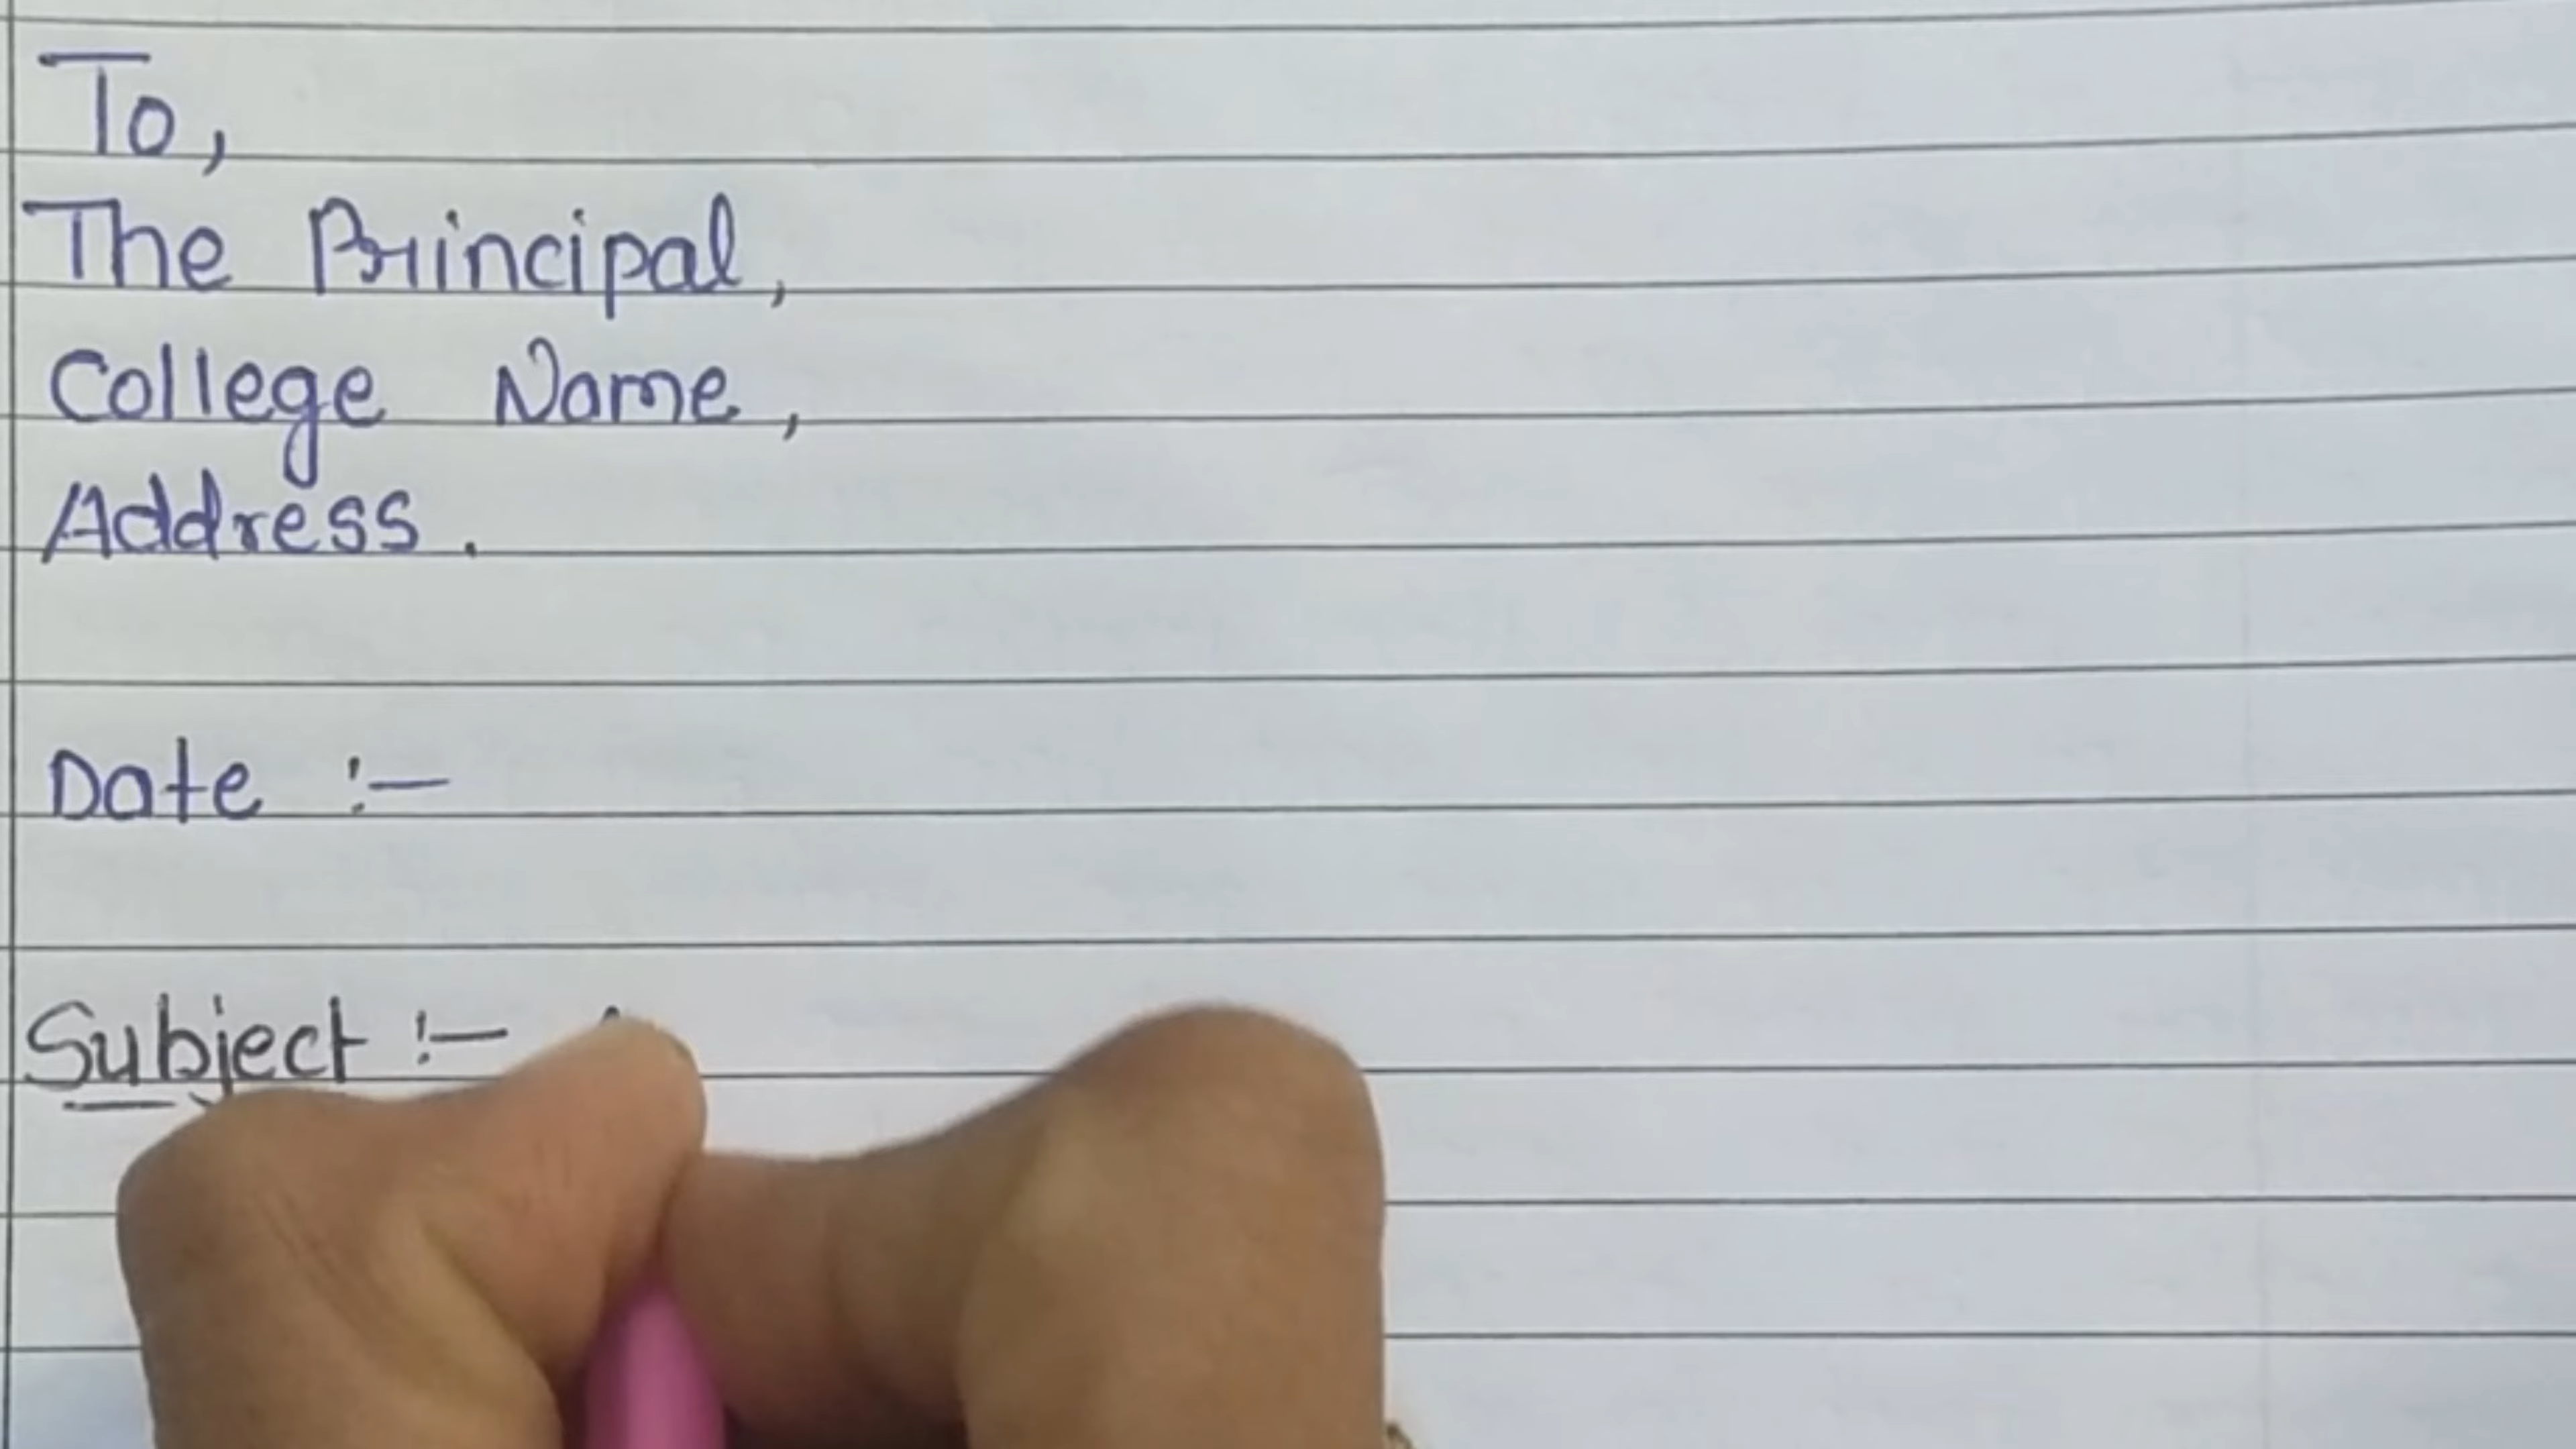 To,
The Principal,
College Name,
Address.
Date :-
Subject :-